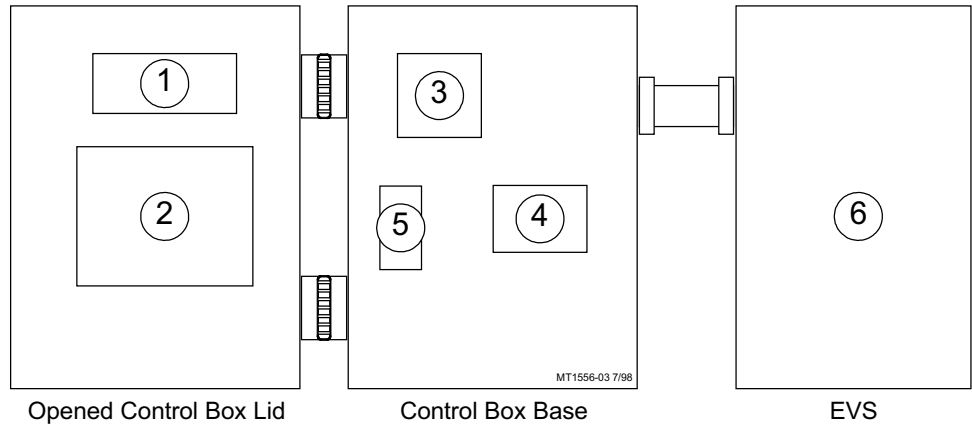 1
3
2
5
4
6
MT1556-03 7/98
Opened Control Box Lid
Control Box Base
EVS